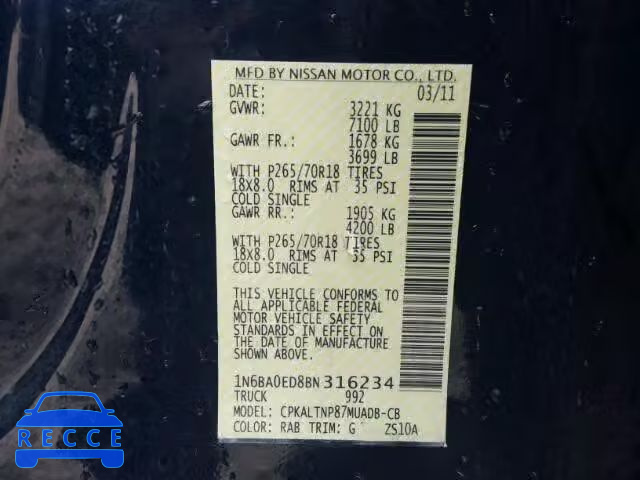 MFD BY NISSAN MOTOR CO., LTD.
DATE: 03/11
GVWR: 3221 KG
7100 LB
GAWR FR.: 1678 KG
3699 LB
WITH P265/70R18 TIRES
18X8.0 RIMS AT 35 PSI
COLD SINGLE
GAWR RR.: 1905 KG
4200 LB
WITH P265/70R18 TIRES
18X8.0 RIMS AT 35 PSI
COLD SINGLE
THIS VEHICLE CONFORMS TO
ALL APPLICABLE FEDERAL
MOTOR VEHICLE SAFETY
STANDARDS IN EFFECT ON
THE DATE OF MANUFACTURE
SHOWN ABOVE.
1N6BA0ED8BN316234
TRUCK 992
MODEL: CPKALTNP87MUADB-CB
COLOR: RAB TRIM: G ZS10A
RECCE